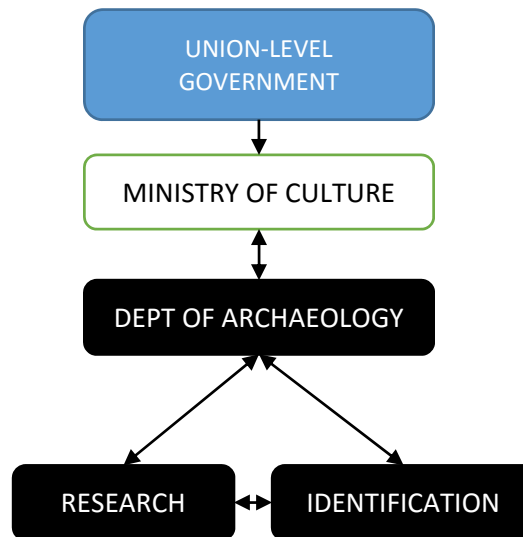 UNION-LEVEL
GOVERNMENT
MINISTRY OF CULTURE
DEPT OF ARCHAEOLOGY
RESEARCH
IDENTIFICATION